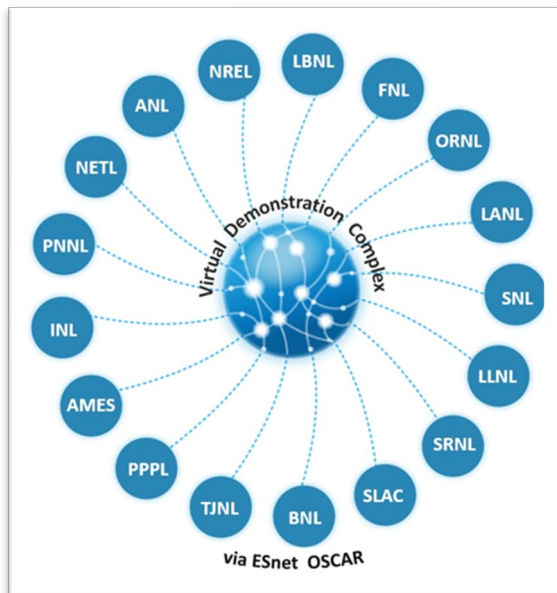 LBNL
FNL
ORNL
LANL
SNL
LLNL
SRNL
SLAC
BNL
TJNL
PPPL
AMES
INL
PNNL
NETL
ANL
NREL
Virtual Demonstration Complex
via ESnet OSCAR